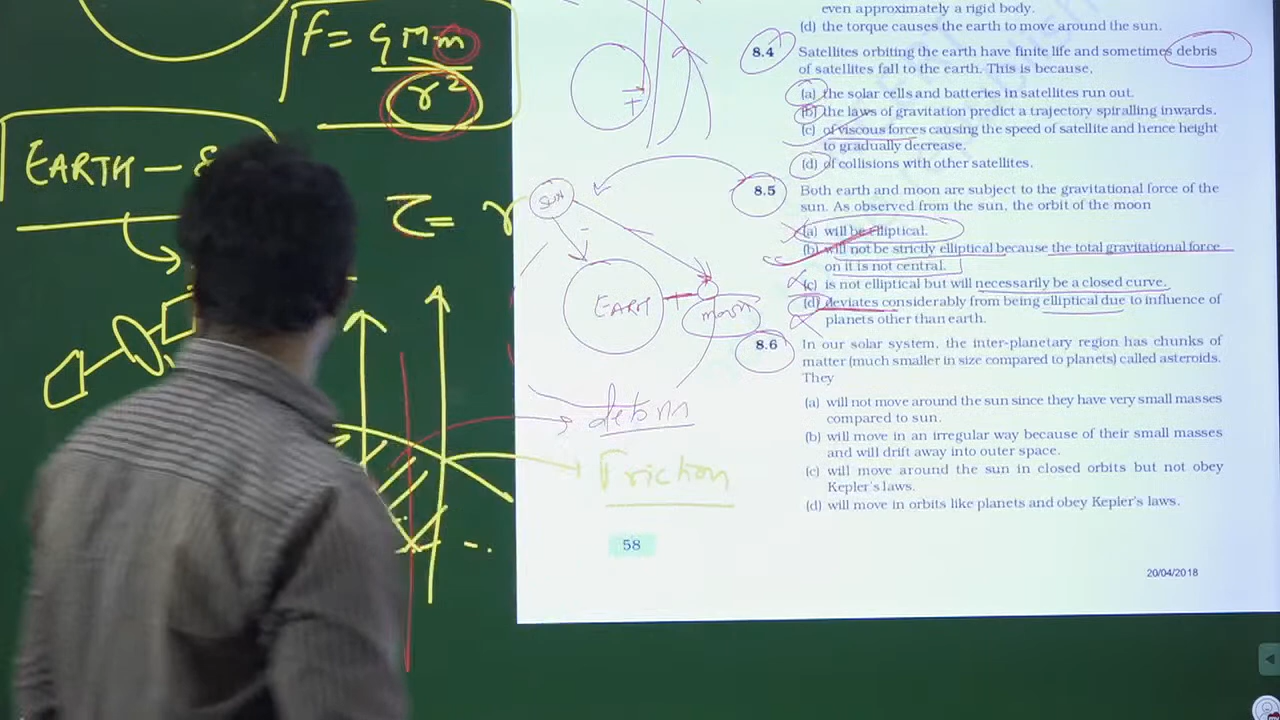 F = GMm
r²
EARTH – S
τ = r
even approximately a rigid body.
(d) the torque causes the earth to move around the sun.
8.4 Satellites orbiting the earth have finite life and sometimes debris
of satellites fall to the earth. This is because,
(a) the solar cells and batteries in satellites run out.
(b) the laws of gravitation predict a trajectory spiralling inwards.
(c) of viscous forces causing the speed of satellite and hence height
to gradually decrease.
(d) of collisions with other satellites.
8.5 Both earth and moon are subject to the gravitational force of the
sun. As observed from the sun, the orbit of the moon
(a) will be elliptical.
(b) will not be strictly elliptical because the total gravitational force
on it is not central.
(c) is not elliptical but will necessarily be a closed curve.
(d) deviates considerably from being elliptical due to influence of
planets other than earth.
8.6 In our solar system, the inter-planetary region has chunks of
matter (much smaller in size compared to planets) called asteroids.
They
(a) will not move around the sun since they have very small masses
compared to sun.
(b) will move in an irregular way because of their small masses
and will drift away into outer space.
(c) will move around the sun in closed orbits but not obey
Kepler's laws.
(d) will move in orbits like planets and obey Kepler's laws.
SUN
EARTH
moon
debris
Friction
58
20/04/2018